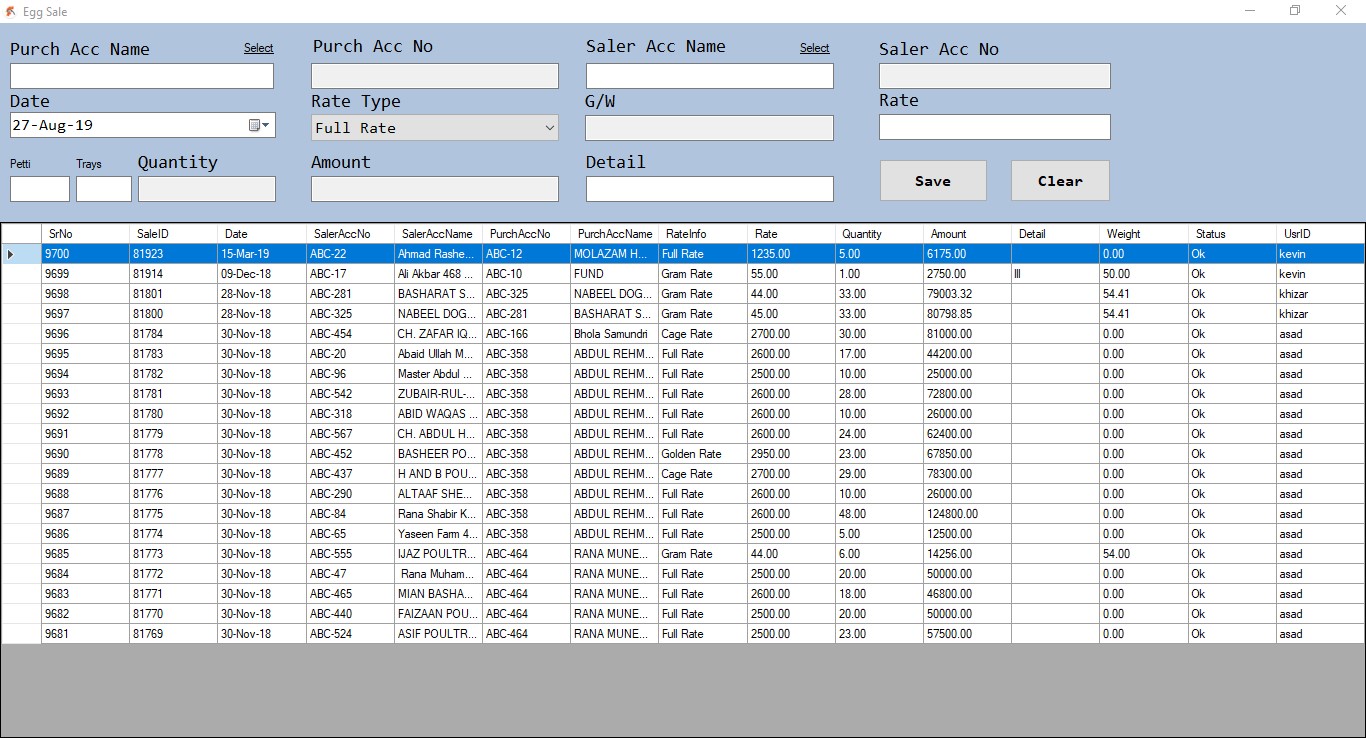 Egg Sale
Purch Acc Name Select Purch Acc No Saler Acc Name Select Saler Acc No
Date Rate Type G/W Rate
27-Aug-19 Full Rate
Petti Trays Quantity Amount Detail
Save Clear
SrNo SaleID Date SalerAccNo SalerAccName PurchAccNo PurchAccName RateInfo Rate Quantity Amount Detail Weight Status UsrID
9700 81923 15-Mar-19 ABC-22 Ahmad Rashe... ABC-12 MOLAZAM H... Full Rate 1235.00 5.00 6175.00 0.00 Ok kevin
9699 81914 09-Dec-18 ABC-17 Ali Akbar 468 ... ABC-10 FUND Gram Rate 55.00 1.00 2750.00 lll 50.00 Ok kevin
9698 81801 28-Nov-18 ABC-281 BASHARAT S... ABC-325 NABEEL DOG... Gram Rate 44.00 33.00 79003.32 54.41 Ok khizar
9697 81800 28-Nov-18 ABC-325 NABEEL DOG... ABC-281 BASHARAT S... Gram Rate 45.00 33.00 80798.85 54.41 Ok khizar
9696 81784 30-Nov-18 ABC-454 CH. ZAFAR IQ... ABC-166 Bhola Samundri Cage Rate 2700.00 30.00 81000.00 0.00 Ok asad
9695 81783 30-Nov-18 ABC-20 Abaid Ullah M... ABC-358 ABDUL REHM... Full Rate 2600.00 17.00 44200.00 0.00 Ok asad
9694 81782 30-Nov-18 ABC-96 Master Abdul ... ABC-358 ABDUL REHM... Full Rate 2500.00 10.00 25000.00 0.00 Ok asad
9693 81781 30-Nov-18 ABC-542 ZUBAIR-RUL-... ABC-358 ABDUL REHM... Full Rate 2600.00 28.00 72800.00 0.00 Ok asad
9692 81780 30-Nov-18 ABC-318 ABID WAQAS ... ABC-358 ABDUL REHM... Full Rate 2600.00 10.00 26000.00 0.00 Ok asad
9691 81779 30-Nov-18 ABC-567 CH. ABDUL H... ABC-358 ABDUL REHM... Full Rate 2600.00 24.00 62400.00 0.00 Ok asad
9690 81778 30-Nov-18 ABC-452 BASHEER PO... ABC-358 ABDUL REHM... Golden Rate 2950.00 23.00 67850.00 0.00 Ok asad
9689 81777 30-Nov-18 ABC-437 H AND B POU... ABC-358 ABDUL REHM... Cage Rate 2700.00 29.00 78300.00 0.00 Ok asad
9688 81776 30-Nov-18 ABC-290 ALTAAF SHE... ABC-358 ABDUL REHM... Full Rate 2600.00 10.00 26000.00 0.00 Ok asad
9687 81775 30-Nov-18 ABC-84 Rana Shabir K... ABC-358 ABDUL REHM... Full Rate 2600.00 48.00 124800.00 0.00 Ok asad
9686 81774 30-Nov-18 ABC-65 Yaseen Farm 4... ABC-358 ABDUL REHM... Full Rate 2500.00 5.00 12500.00 0.00 Ok asad
9685 81773 30-Nov-18 ABC-555 IJAZ POULTR... ABC-464 RANA MUNE... Gram Rate 44.00 6.00 14256.00 54.00 Ok asad
9684 81772 30-Nov-18 ABC-47 Rana Muham... ABC-464 RANA MUNE... Full Rate 2500.00 20.00 50000.00 0.00 Ok asad
9683 81771 30-Nov-18 ABC-465 MIAN BASHA... ABC-464 RANA MUNE... Full Rate 2600.00 18.00 46800.00 0.00 Ok asad
9682 81770 30-Nov-18 ABC-440 FAIZAAN POU... ABC-464 RANA MUNE... Full Rate 2500.00 20.00 50000.00 0.00 Ok asad
9681 81769 30-Nov-18 ABC-524 ASIF POULTR... ABC-464 RANA MUNE... Full Rate 2500.00 23.00 57500.00 0.00 Ok asad